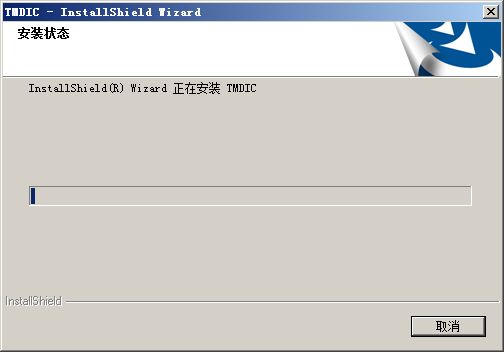 TMDIC - InstallShield Wizard
安装状态
InstallShield(R) Wizard 正在安装 TMDIC
InstallShield
取消